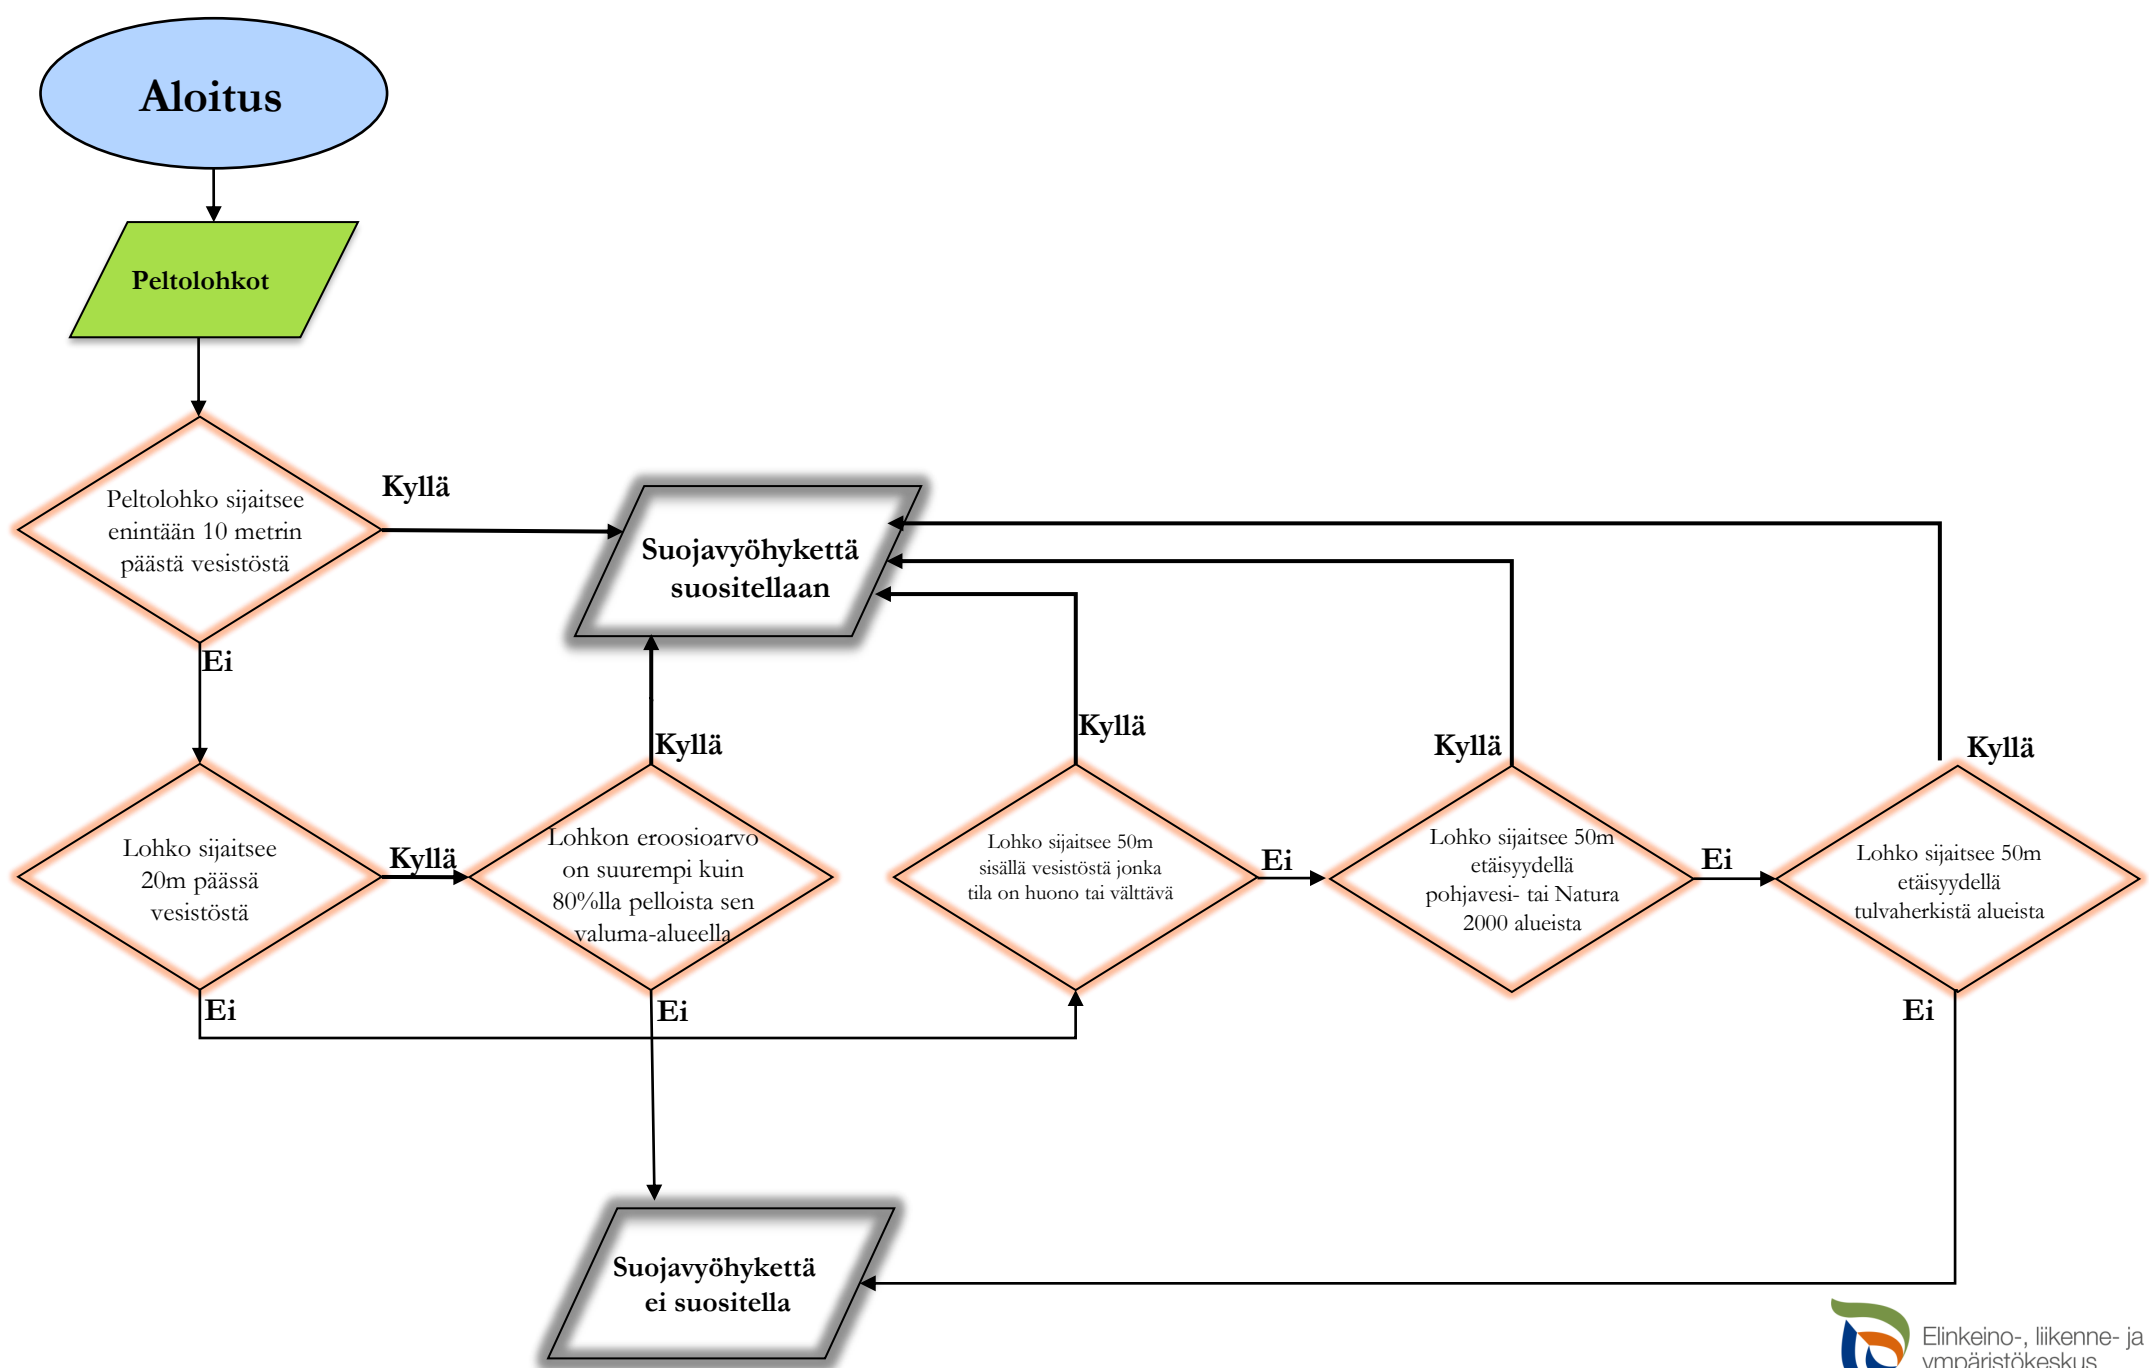 Aloitus
Peltolohkot
Peltolohko sijaitsee
enintään 10 metrin
päästä vesistöstä
Kyllä
Suojavyöhykettä
suositellaan
Ei
Lohko sijaitsee
20m päässä
vesistöstä
Kyllä
Ei
Lohkon eroosioarvo
on suurempi kuin
80%lla pelloista sen
valuma-alueella
Kyllä
Ei
Lohko sijaitsee 50m
sisällä vesistöstä jonka
tila on huono tai välttävä
Kyllä
Ei
Lohko sijaitsee 50m
etäisyydellä
pohjavesi- tai Natura
2000 alueista
Kyllä
Ei
Lohko sijaitsee 50m
etäisyydellä
tulvaherkistä alueista
Kyllä
Ei
Suojavyöhykettä
ei suositella
Elinkeino-, liikenne- ja
ympäristökeskus